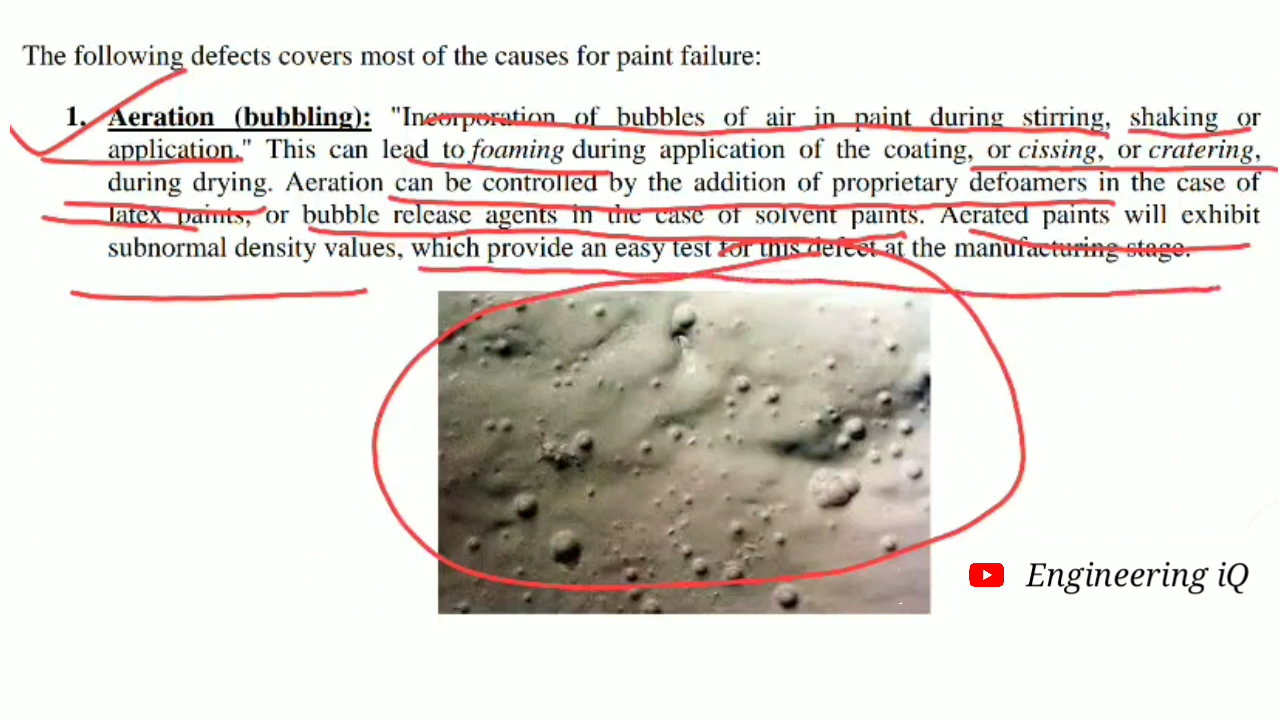 The following defects covers most of the causes for paint failure:
1. Aeration (bubbling): "Incorporation of bubbles of air in paint during stirring, shaking or
application." This can lead to foaming during application of the coating, or cissing, or cratering,
during drying. Aeration can be controlled by the addition of proprietary defoamers in the case of
latex paints, or bubble release agents in the case of solvent paints. Aerated paints will exhibit
subnormal density values, which provide an easy test for this defect at the manufacturing stage.
Engineering iQ